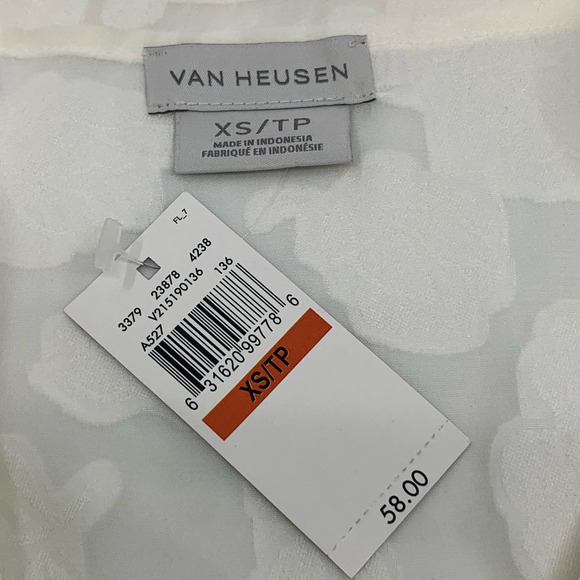 VAN HEUSEN
XS/TP
MADE IN INDONESIA
FABRIQUÉ EN INDONÉSIE
FL_7
3379 23878 4238
V215190136 136
A527
6 31620 99778 6
XS/TP
58.00